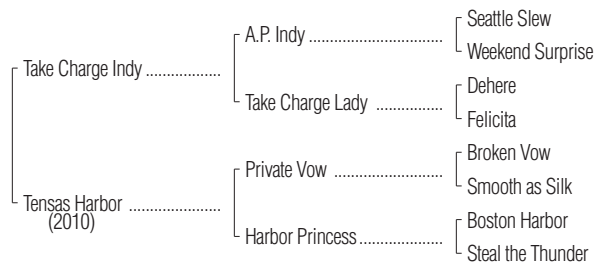 Seattle Slew
A.P. Indy ........................
Weekend Surprise
Take Charge Indy .................
Dehere
Take Charge Lady ...............
Felicita
Broken Vow
Private Vow ........................
Smooth as Silk
Tensas Harbor .....................
(2010)
Boston Harbor
Harbor Princess...................
Steal the Thunder